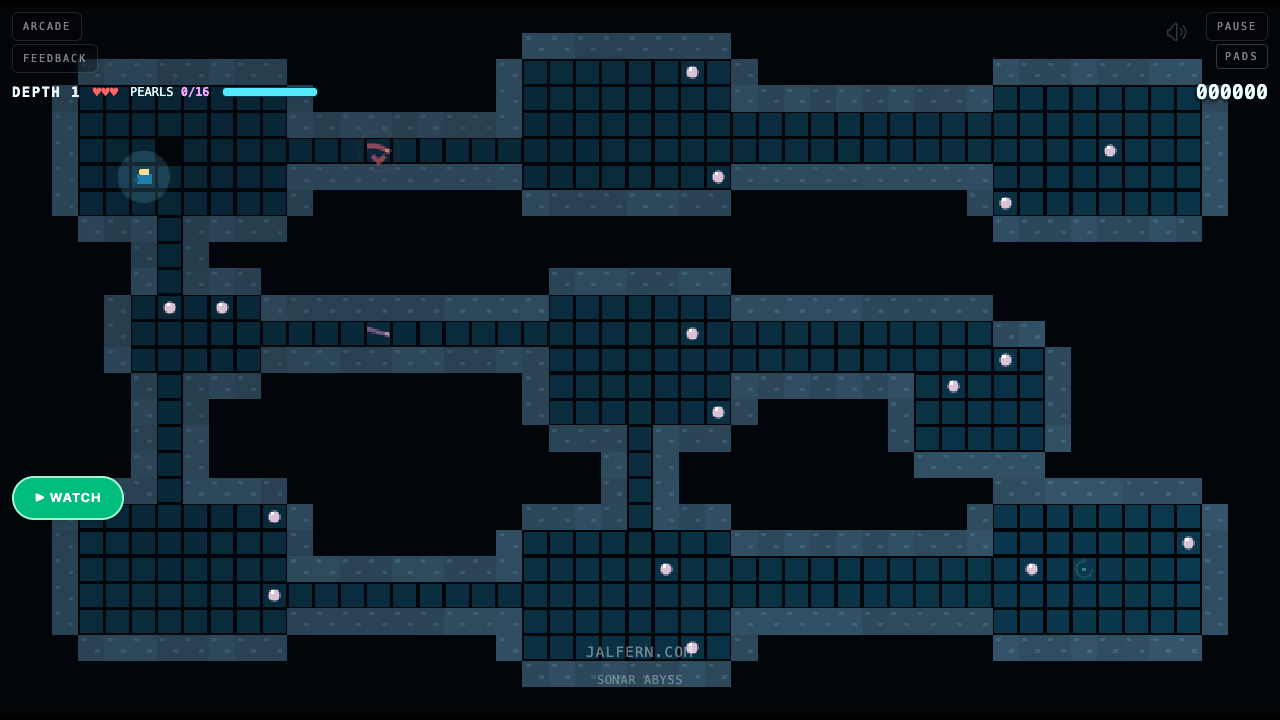 ARCADE
PAUSE
FEEDBACK
PADS
DEPTH 1 ♥♥♥ PEARLS 0/16
000000
▶ WATCH
JALFERN.COM
SONAR ABYSS